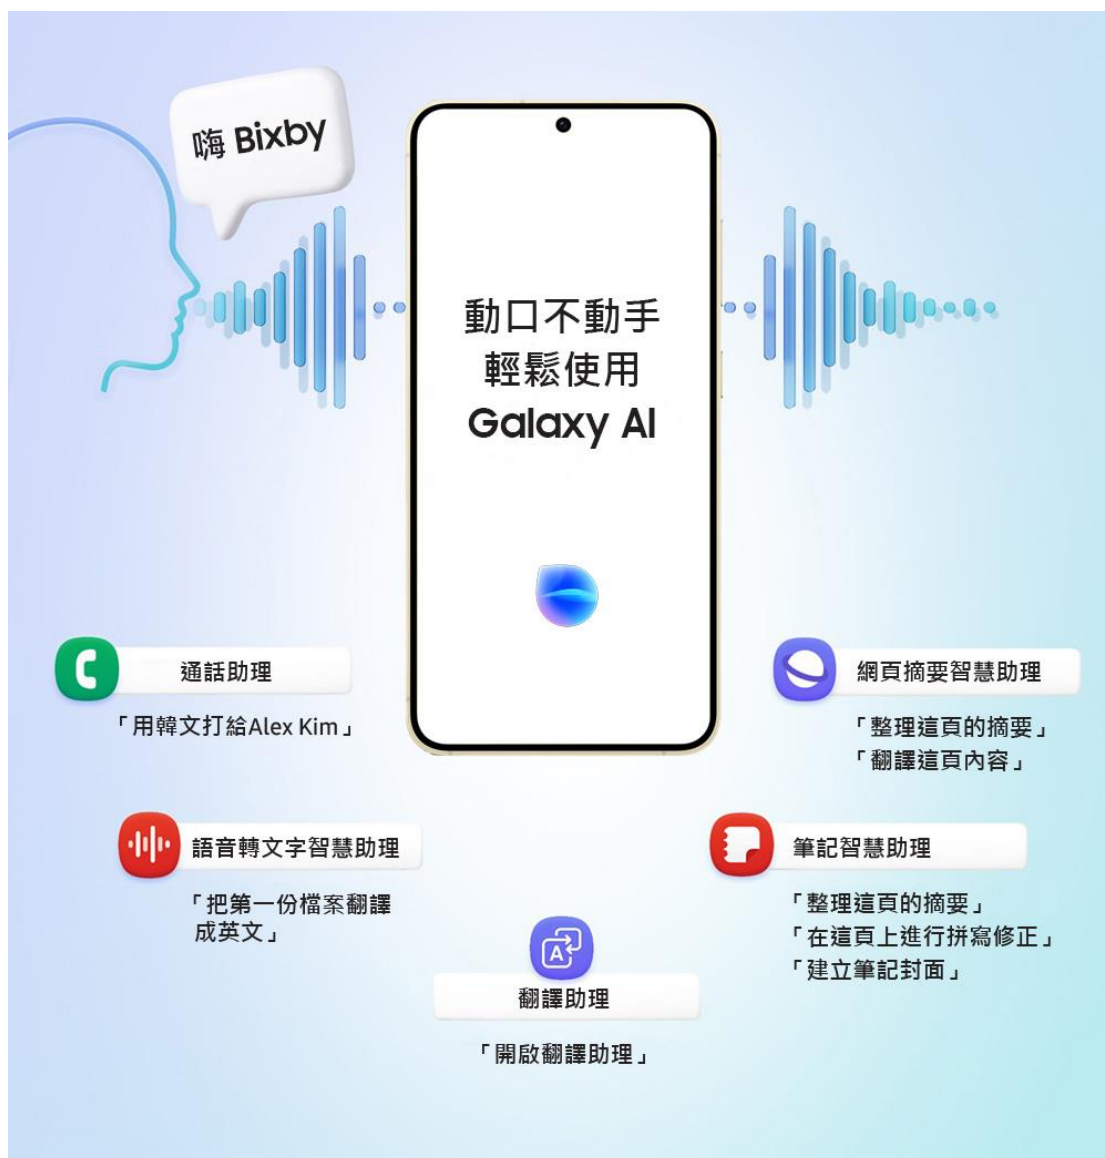 嗨 Bixby
動口不動手
輕鬆使用
Galaxy AI
通話助理
「用韓文打給Alex Kim」
網頁摘要智慧助理
「整理這頁的摘要」
「翻譯這頁內容」
語音轉文字智慧助理
「把第一份檔案翻譯
成英文」
筆記智慧助理
「整理這頁的摘要」
「在這頁上進行拼寫修正」
「建立筆記封面」
翻譯助理
「開啟翻譯助理」